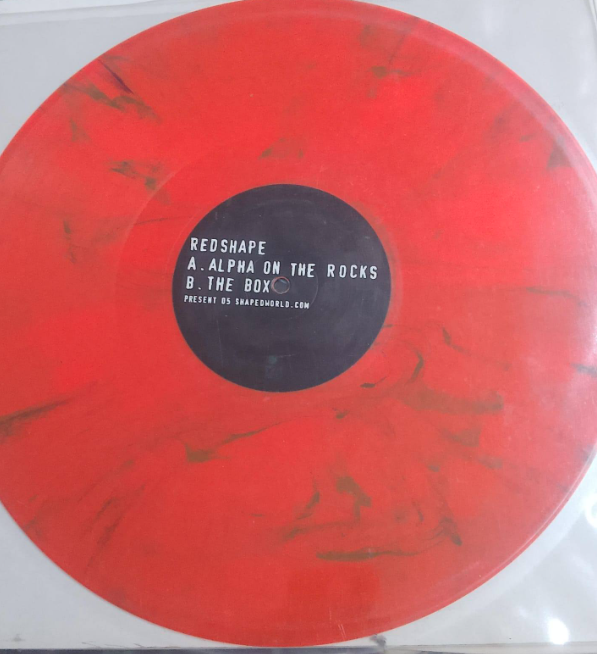 REDSHAPE
A.ALPHA ON THE ROCKS
B.THE BOX
PRESENT 05 SHAPEDWORLD.COM